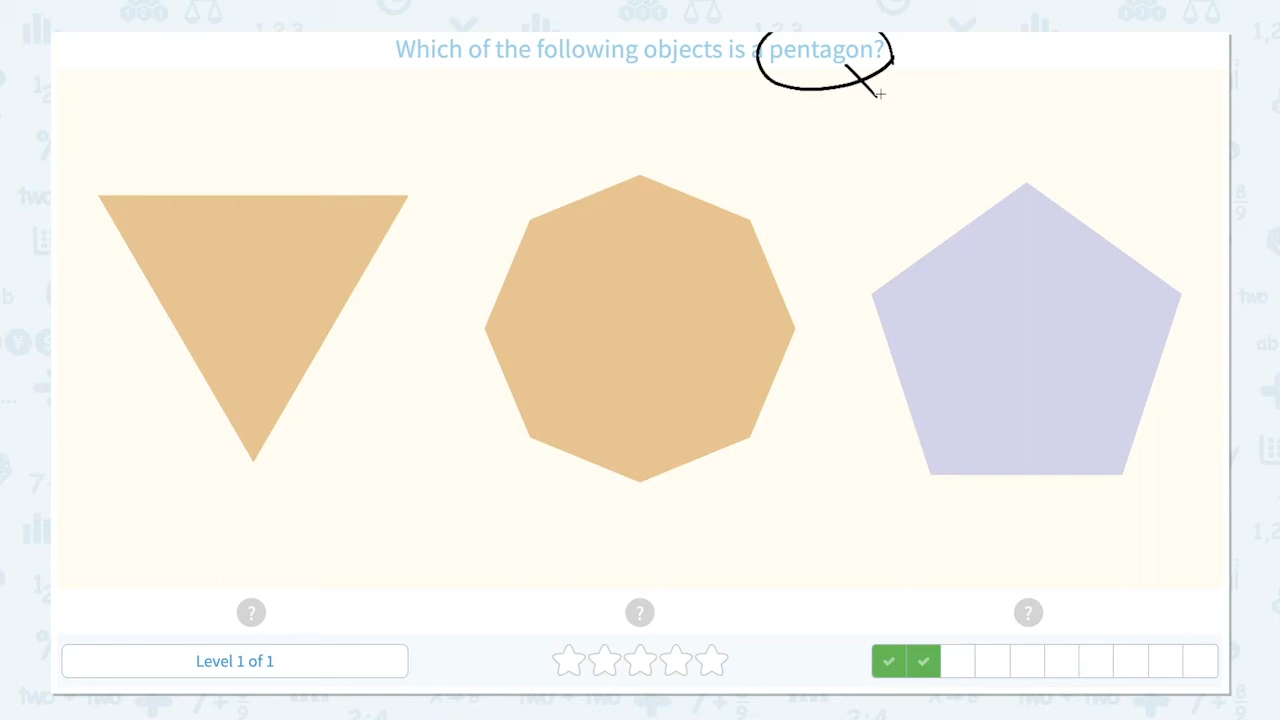 Which of the following objects is a pentagon?
? ? ?
Level 1 of 1